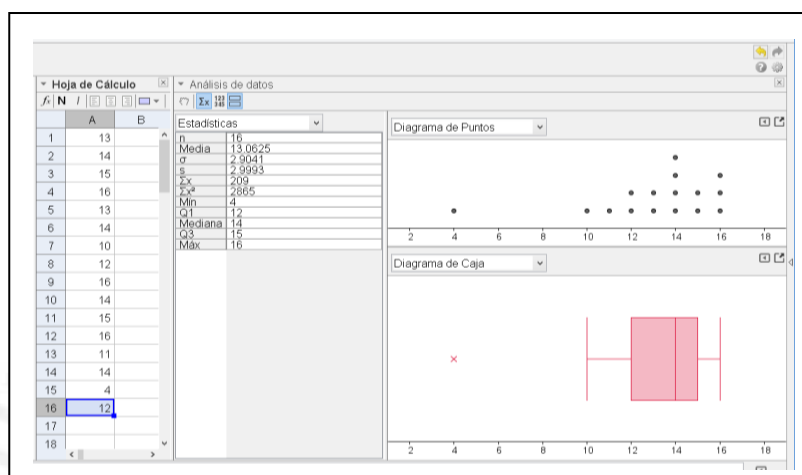 Hoja de Cálculo
Análisis de datos
fx N I
Σx 123 345
A B
1 13
2 14
3 15
4 16
5 13
6 14
7 10
8 12
9 16
10 14
11 15
12 16
13 11
14 14
15 4
16 12
17
18
Estadísticas
n 16
Media 13.0625
σ 2.9041
s 2.9993
Σx 209
Σx² 2865
Mín 4
Q1 12
Mediana 14
Q3 15
Máx 16
Diagrama de Puntos
2 4 6 8 10 12 14 16 18
Diagrama de Caja
2 4 6 8 10 12 14 16 18